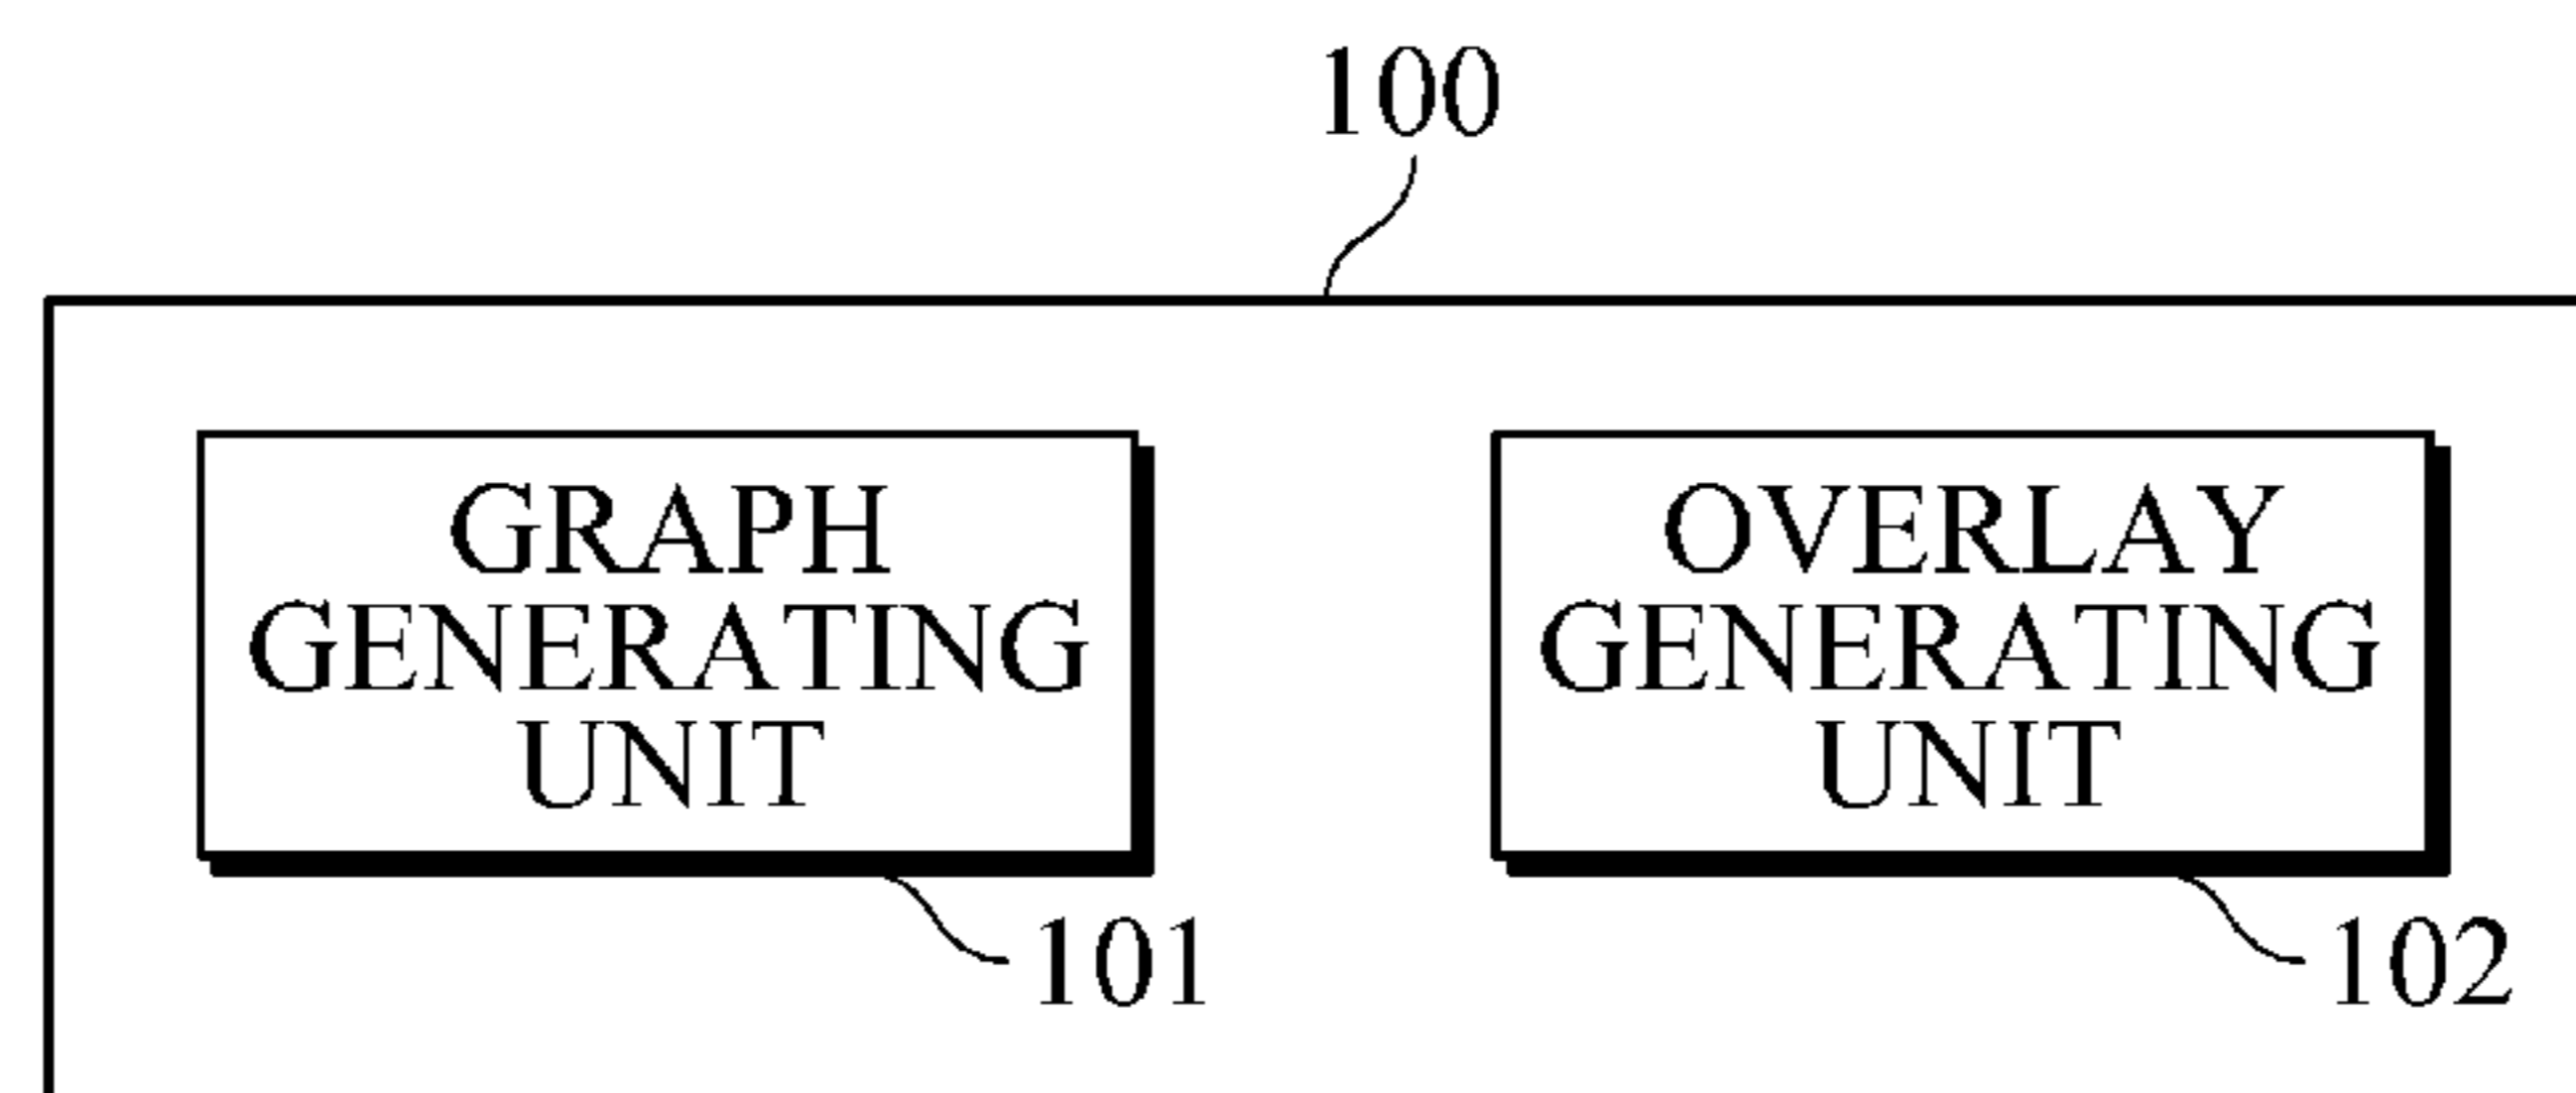 100
GRAPH
GENERATING
UNIT
101
OVERLAY
GENERATING
UNIT
102